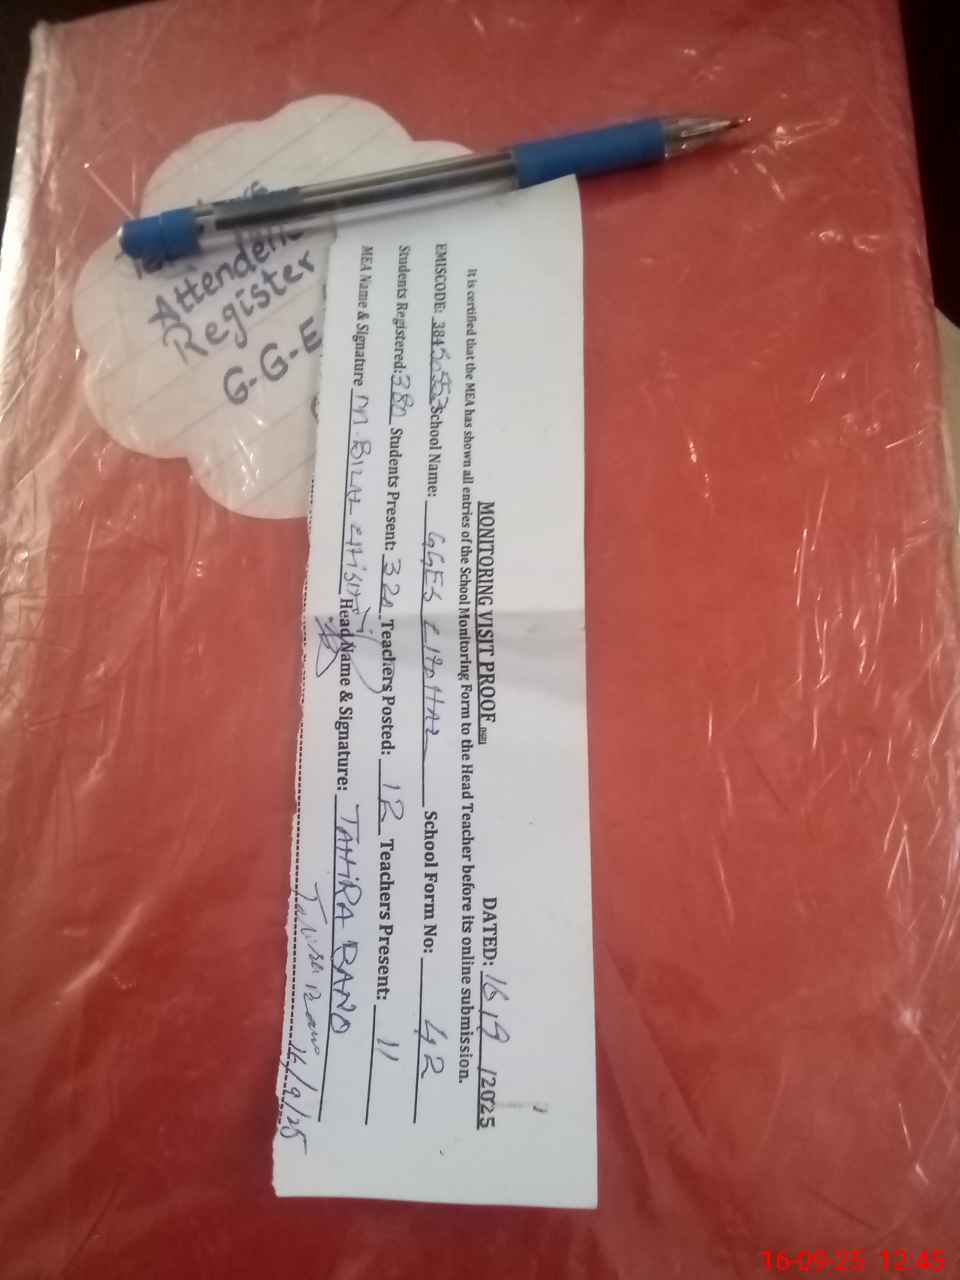 Attenden
Register
G-G-E
MONITORING VISIT PROOF DATED: 16/9/2025
It is certified that the MEA has shown all entries of the School Monitoring Form to the Head Teacher before its online submission.
EMISCODE: School Name: GGES School Form No: 42
Students Registered: Students Present: Teachers Posted: 12 Teachers Present: 11
MEA Name & Signature M. BILAL Head Name & Signature: TAHIRA BANO
Tahira Bano 16/9/25
16-09-25 12:45